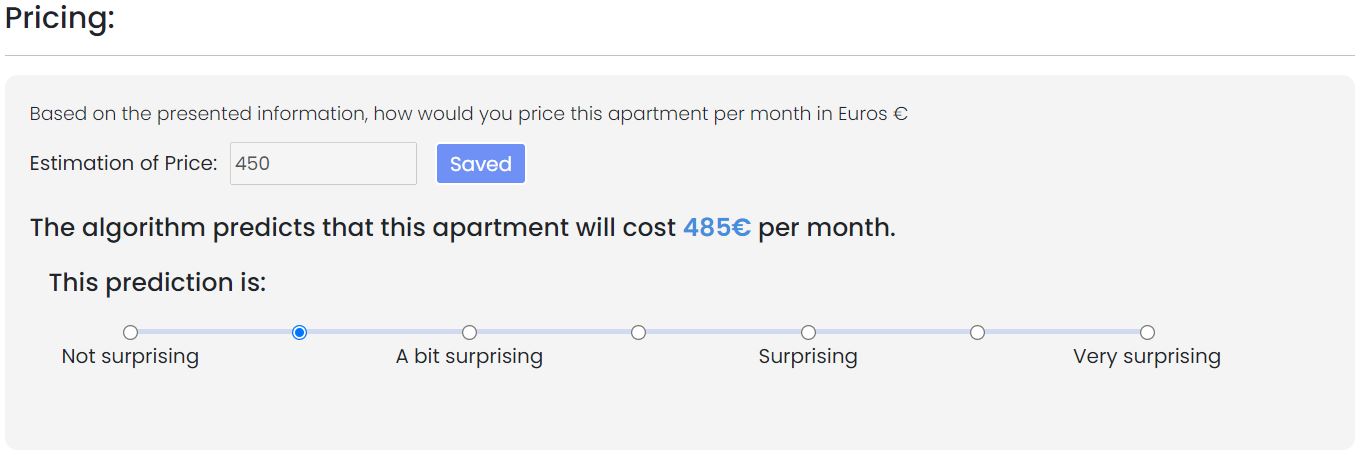 Pricing:
Based on the presented information, how would you price this apartment per month in Euros €
Estimation of Price: 450 Saved
The algorithm predicts that this apartment will cost 485€ per month.
This prediction is:
Not surprising A bit surprising Surprising Very surprising